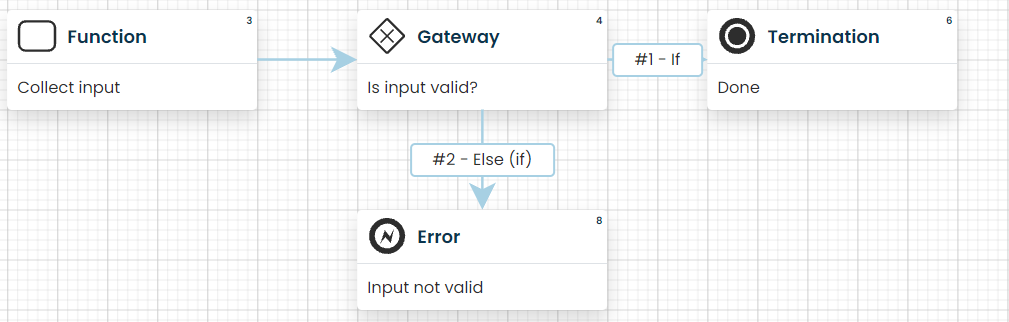 3
Function
Collect input
4
Gateway
Is input valid?
#1 - If
6
Termination
Done
#2 - Else (if)
8
Error
Input not valid